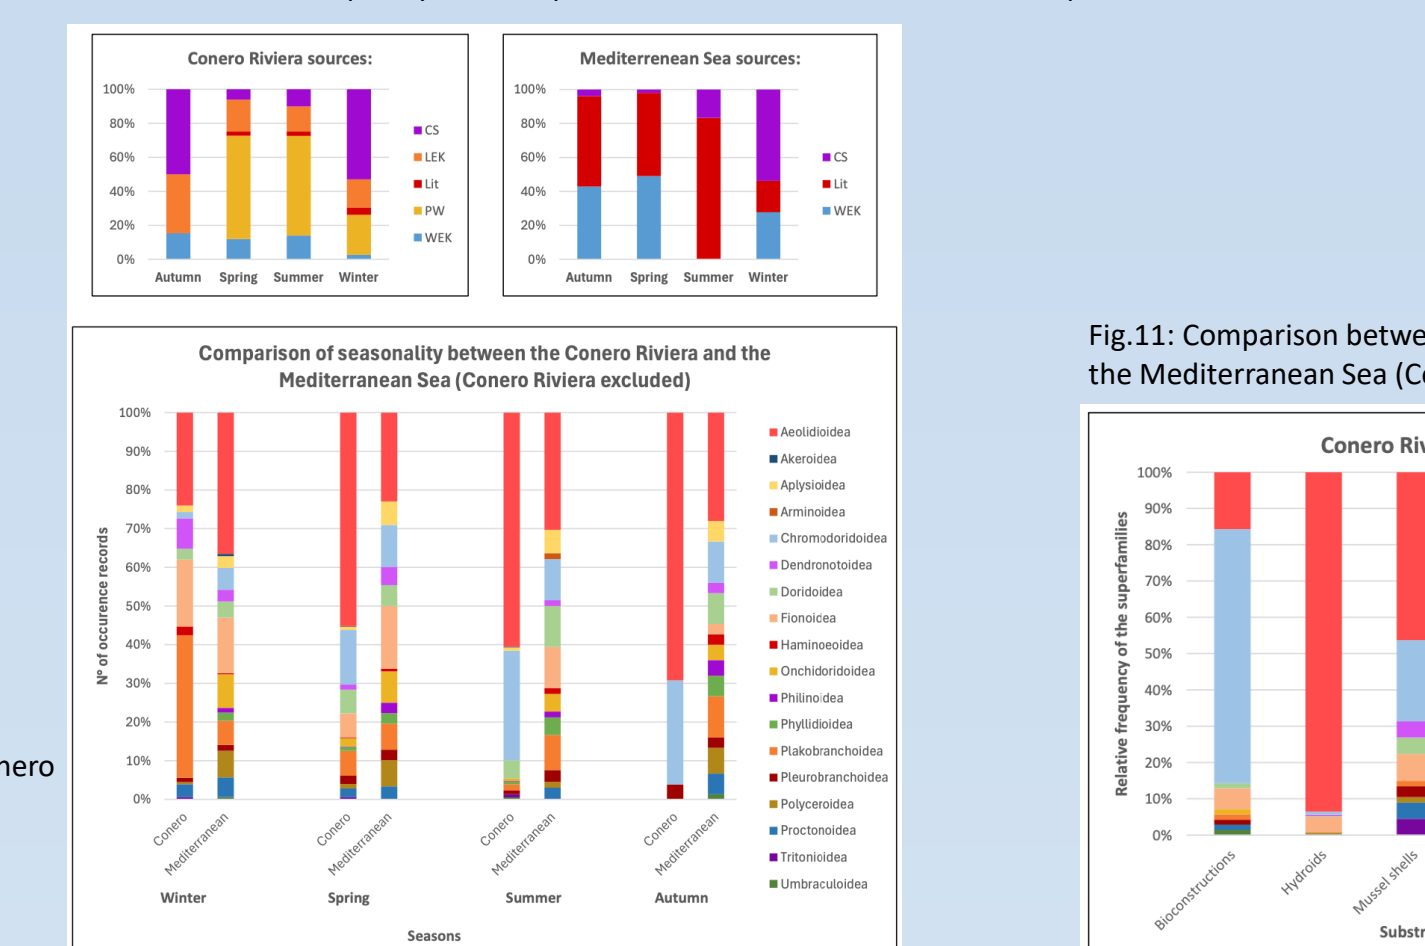 Conero Riviera sources:
100%
80%
60%
40%
20%
0%
Autumn Spring Summer Winter
CS
LEK
Lit
PW
WEK
Mediterrenean Sea sources:
100%
80%
60%
40%
20%
0%
Autumn Spring Summer Winter
CS
Lit
WEK
Comparison of seasonality between the Conero Riviera and the
Mediterranean Sea (Conero Riviera excluded)
N° of occurence records
100%
90%
80%
70%
60%
50%
40%
30%
20%
10%
0%
Conero Mediterranean Conero Mediterranean Conero Mediterranean Conero Mediterranean
Winter Spring Summer Autumn
Seasons
Aeolidioidea
Akeroidea
Aplysioidea
Arminoidea
Chromodoridoidea
Dendronotoidea
Doridoidea
Fionoidea
Haminoeoidea
Onchidoridoidea
Philinoidea
Phyllidioidea
Plakobranchoidea
Pleurobranchoidea
Polyceroidea
Proctonoidea
Tritonioidea
Umbraculoidea
nero
Fig.11: Comparison betwe
the Mediterranean Sea (C
Conero Riv
Relative frequency of the superfamilies
100%
90%
80%
70%
60%
50%
40%
30%
20%
10%
0%
Bioconstructions Hydroids Mussel shells
Substr